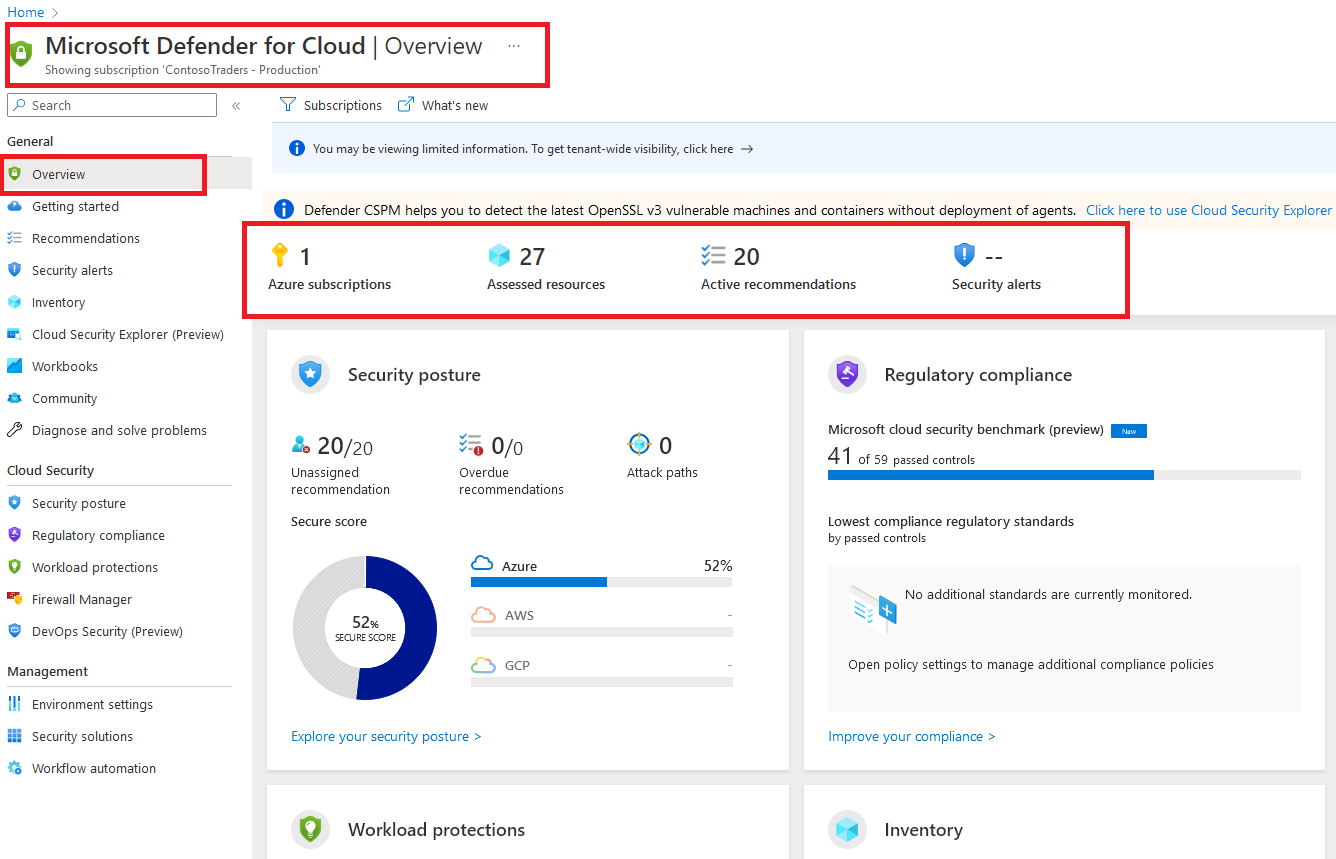 Home
Microsoft Defender for Cloud | Overview ...
Showing subscription 'ContosoTraders - Production'
Search «
General
Overview
Getting started
Recommendations
Security alerts
Inventory
Cloud Security Explorer (Preview)
Workbooks
Community
Diagnose and solve problems
Cloud Security
Security posture
Regulatory compliance
Workload protections
Firewall Manager
DevOps Security (Preview)
Management
Environment settings
Security solutions
Workflow automation
Subscriptions What's new
You may be viewing limited information. To get tenant-wide visibility, click here →
Defender CSPM helps you to detect the latest OpenSSL v3 vulnerable machines and containers without deployment of agents. Click here to use Cloud Security Explorer
1
Azure subscriptions
27
Assessed resources
20
Active recommendations
--
Security alerts
Security posture
20/20
Unassigned
recommendation
0/0
Overdue
recommendations
0
Attack paths
Secure score
52%
SECURE SCORE
Azure 52%
AWS -
GCP -
Explore your security posture >
Regulatory compliance
Microsoft cloud security benchmark (preview) New
41 of 59 passed controls
Lowest compliance regulatory standards
by passed controls
No additional standards are currently monitored.
Open policy settings to manage additional compliance policies
Improve your compliance >
Workload protections
Inventory